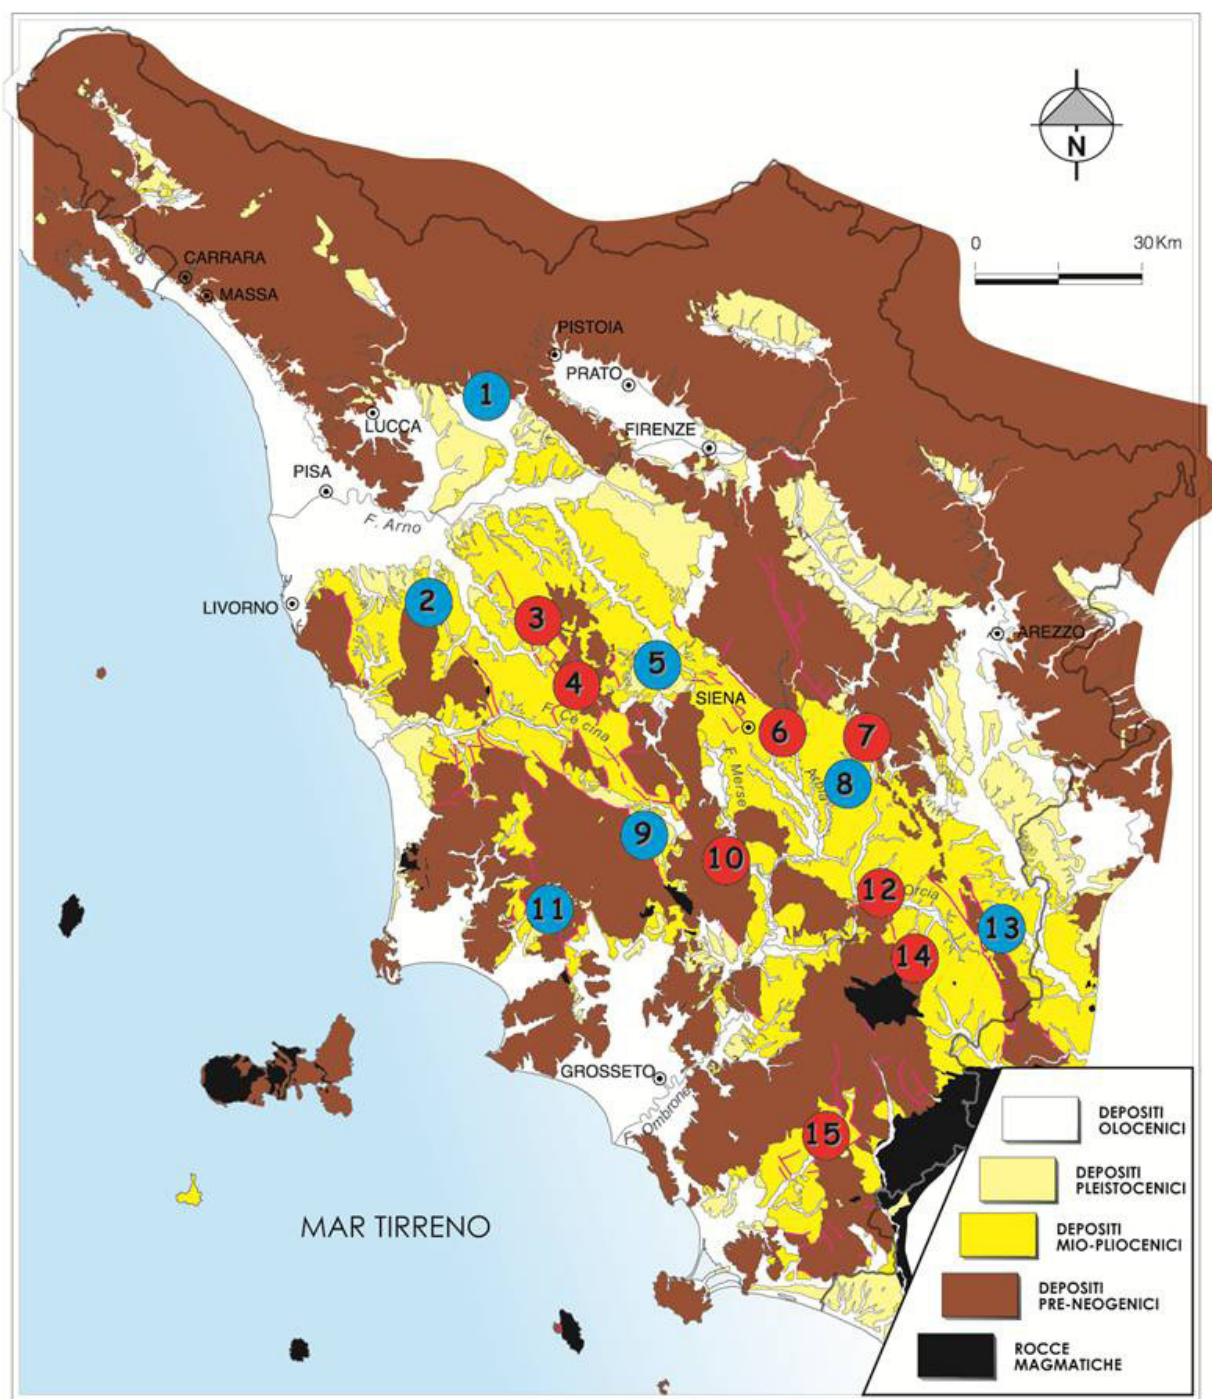 N
0 30 Km
CARRARA
MASSA
PISTOIA
PRATO
1
LUCCA
FIRENZE
PISA
F. Arno
LIVORNO
2
3
AREZZO
5
4
SIENA
F. Cecina
6
7
F. Merse
Arbia
8
9
10
12
Orcia
11
13
14
GROSSETO
F. Ombrone
15
MAR TIRRENO
DEPOSITI
OLOCENICI
DEPOSITI
PLEISTOCENICI
DEPOSITI
MIO-PLIOCENICI
DEPOSITI
PRE-NEOGENICI
ROCCE
MAGMATICHE